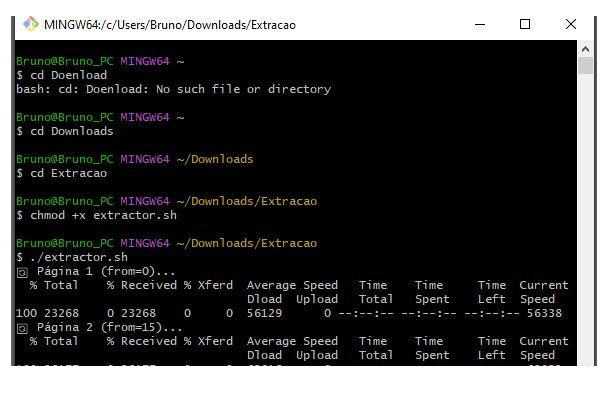 MINGW64:/c/Users/Bruno/Downloads/Extracao
Bruno@Bruno_PC MINGW64 ~
$ cd Doenload
bash: cd: Doenload: No such file or directory
Bruno@Bruno_PC MINGW64 ~
$ cd Downloads
Bruno@Bruno_PC MINGW64 ~/Downloads
$ cd Extracao
Bruno@Bruno_PC MINGW64 ~/Downloads/Extracao
$ chmod +x extractor.sh
Bruno@Bruno_PC MINGW64 ~/Downloads/Extracao
$ ./extractor.sh
Página 1 (from=0)...
% Total % Received % Xferd Average Speed Time Time Time Current
Dload Upload Total Spent Left Speed
100 23268 0 23268 0 0 56129 0 --:--:-- --:--:-- --:--:-- 56338
Página 2 (from=15)...
% Total % Received % Xferd Average Speed Time Time Time Current
Dload Upload Total Spent Left Speed